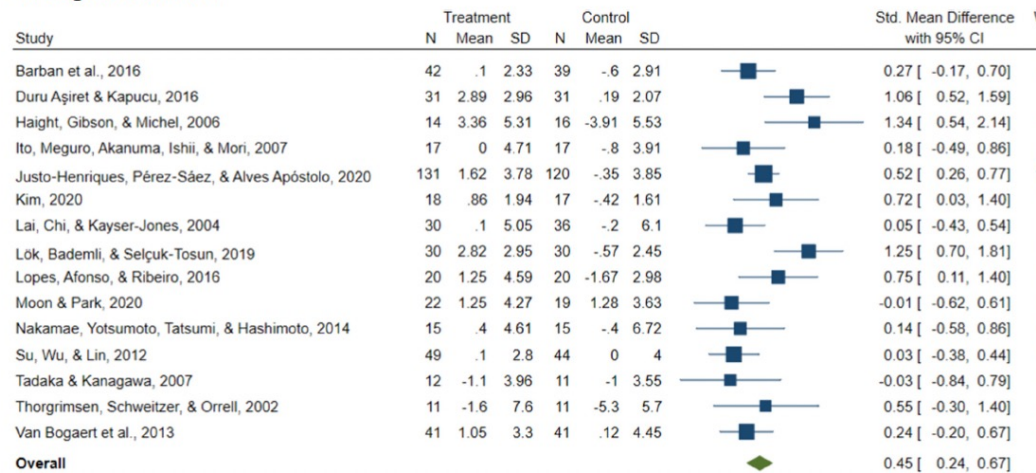 Treatment Control Std. Mean Difference
Study N Mean SD N Mean SD with 95% CI
Barban et al., 2016 42 .1 2.33 39 -.6 2.91 0.27 [ -0.17, 0.70]
Duru Aşiret & Kapucu, 2016 31 2.89 2.96 31 .19 2.07 1.06 [ 0.52, 1.59]
Haight, Gibson, & Michel, 2006 14 3.36 5.31 16 -3.91 5.53 1.34 [ 0.54, 2.14]
Ito, Meguro, Akanuma, Ishii, & Mori, 2007 17 0 4.71 17 -.8 3.91 0.18 [ -0.49, 0.86]
Justo-Henriques, Pérez-Sáez, & Alves Apóstolo, 2020 131 1.62 3.78 120 -.35 3.85 0.52 [ 0.26, 0.77]
Kim, 2020 18 .86 1.94 17 -.42 1.61 0.72 [ 0.03, 1.40]
Lai, Chi, & Kayser-Jones, 2004 30 .1 5.05 36 -.2 6.1 0.05 [ -0.43, 0.54]
Lök, Bademli, & Selçuk-Tosun, 2019 30 2.82 2.95 30 -.57 2.45 1.25 [ 0.70, 1.81]
Lopes, Afonso, & Ribeiro, 2016 20 1.25 4.59 20 -1.67 2.98 0.75 [ 0.11, 1.40]
Moon & Park, 2020 22 1.25 4.27 19 1.28 3.63 -0.01 [ -0.62, 0.61]
Nakamae, Yotsumoto, Tatsumi, & Hashimoto, 2014 15 .4 4.61 15 -.4 6.72 0.14 [ -0.58, 0.86]
Su, Wu, & Lin, 2012 49 .1 2.8 44 0 4 0.03 [ -0.38, 0.44]
Tadaka & Kanagawa, 2007 12 -1.1 3.96 11 -1 3.55 -0.03 [ -0.84, 0.79]
Thorgrimsen, Schweitzer, & Orrell, 2002 11 -1.6 7.6 11 -5.3 5.7 0.55 [ -0.30, 1.40]
Van Bogaert et al., 2013 41 1.05 3.3 41 .12 4.45 0.24 [ -0.20, 0.67]
Overall 0.45 [ 0.24, 0.67]